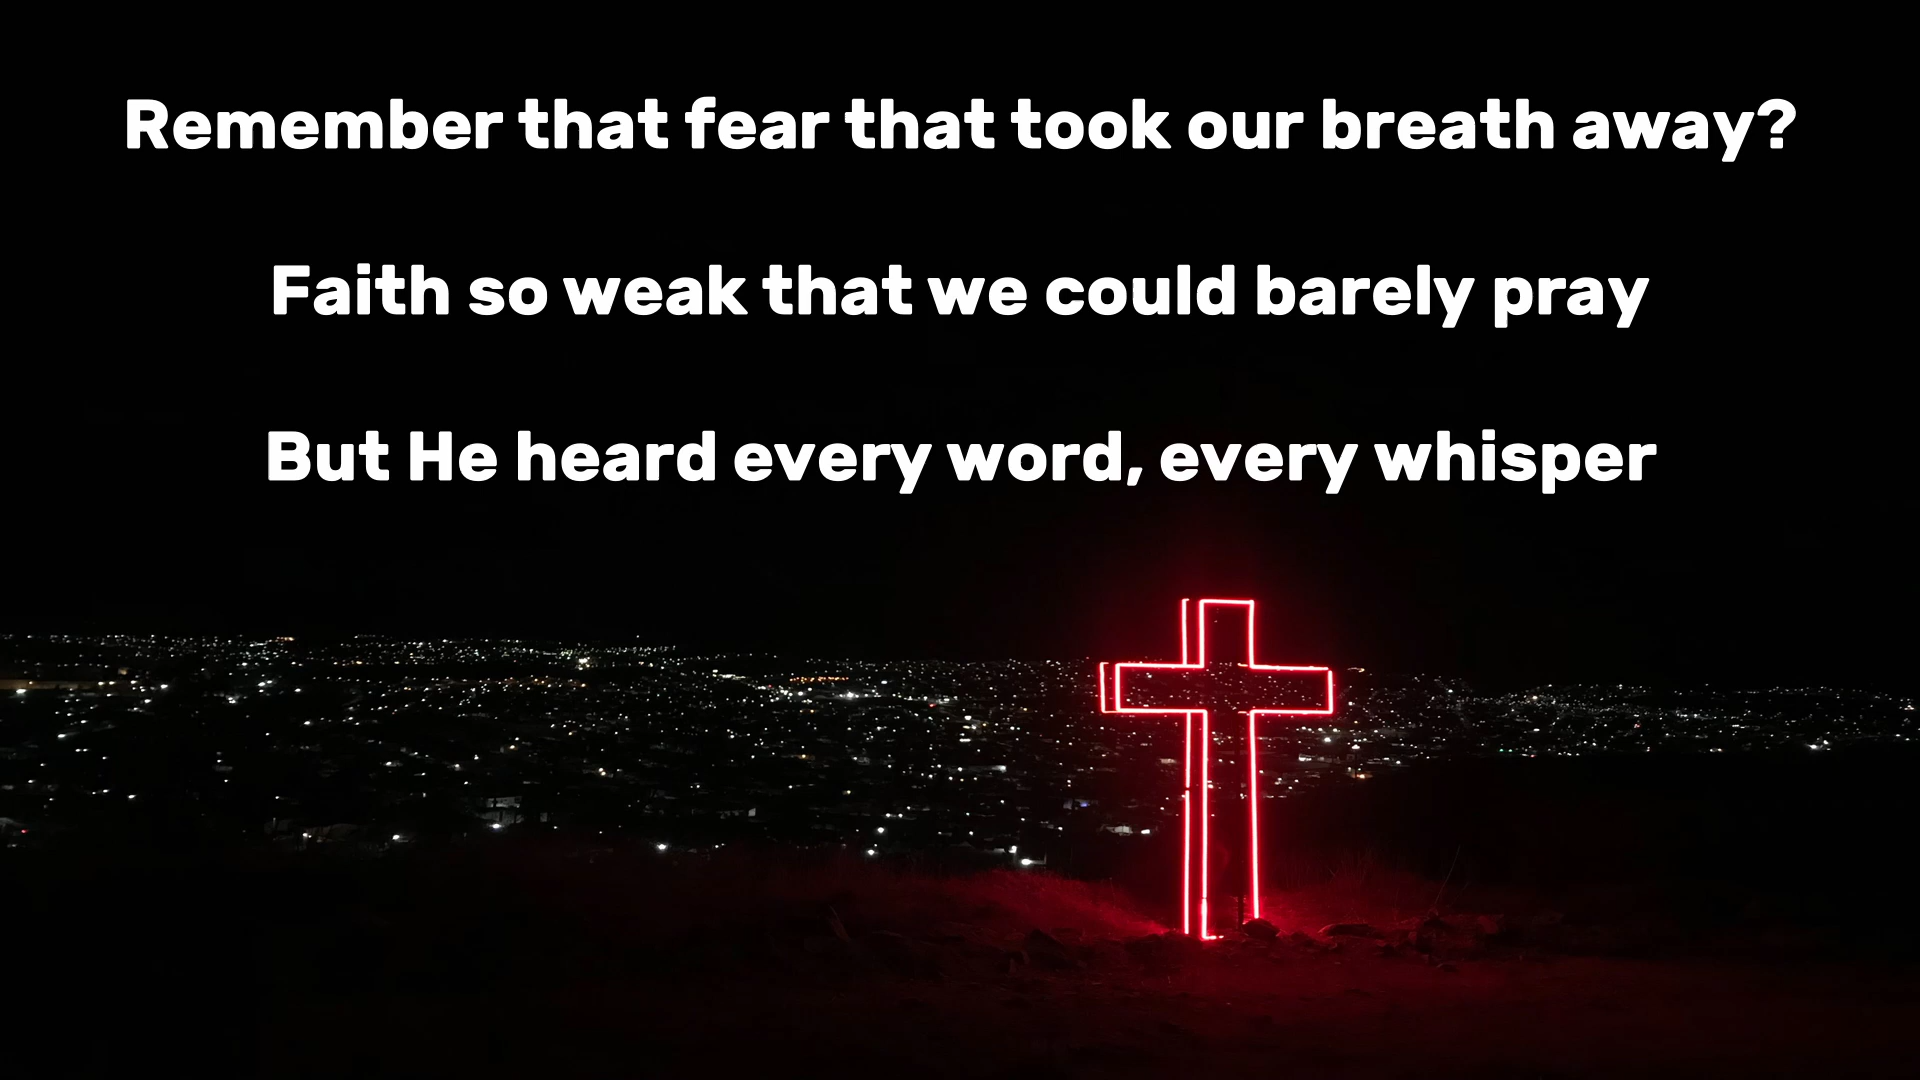 Remember that fear that took our breath away?
Faith so weak that we could barely pray
But He heard every word, every whisper